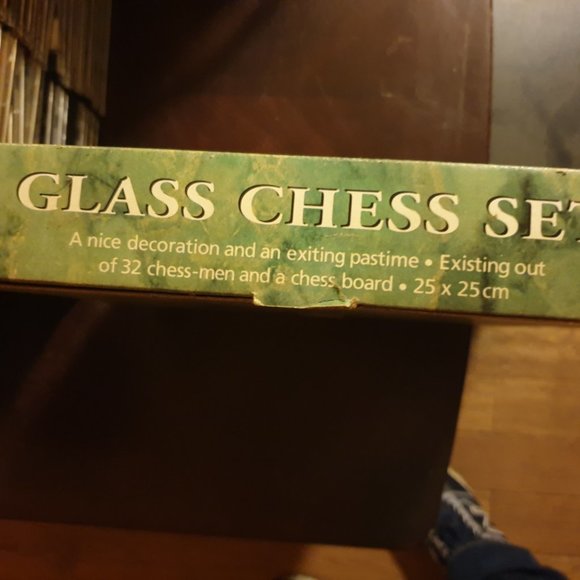 GLASS CHESS SET
A nice decoration and an exiting pastime • Existing out
of 32 chess-men and a chess board • 25 x 25 cm